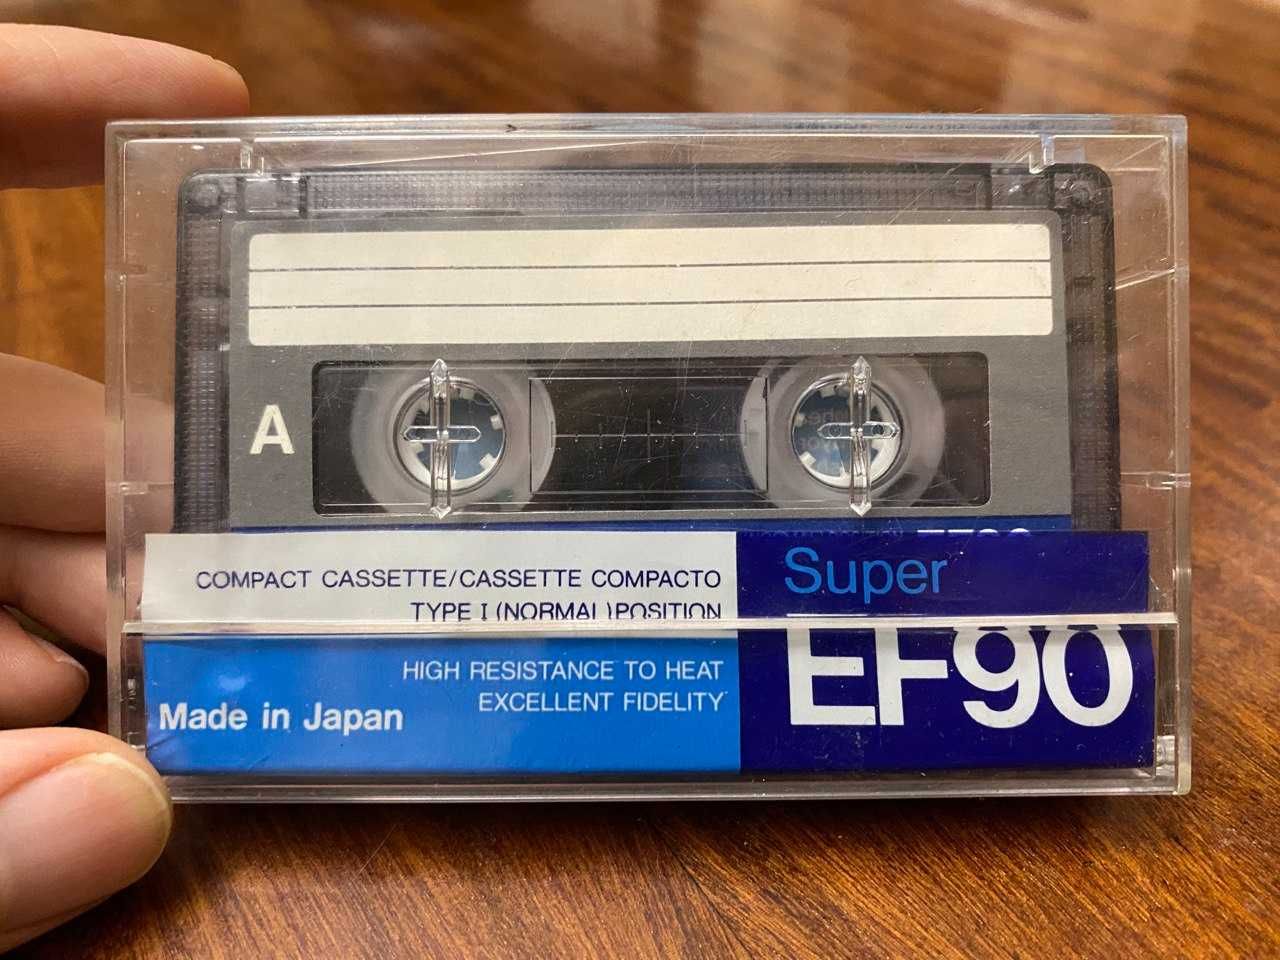 A
COMPACT CASSETTE/CASSETTE COMPACTO
TYPE I (NORMAL) POSITION
HIGH RESISTANCE TO HEAT
EXCELLENT FIDELITY
Made in Japan
Super
EF90